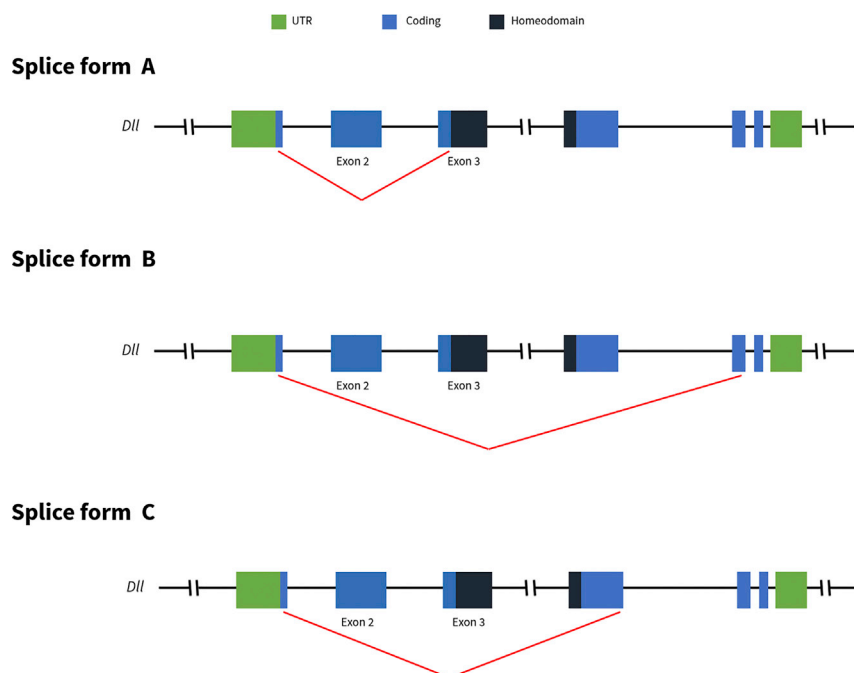 UTR Coding Homeodomain
Splice form A
Dll
Exon 2 Exon 3
Splice form B
Dll
Exon 2 Exon 3
Splice form C
Dll
Exon 2 Exon 3